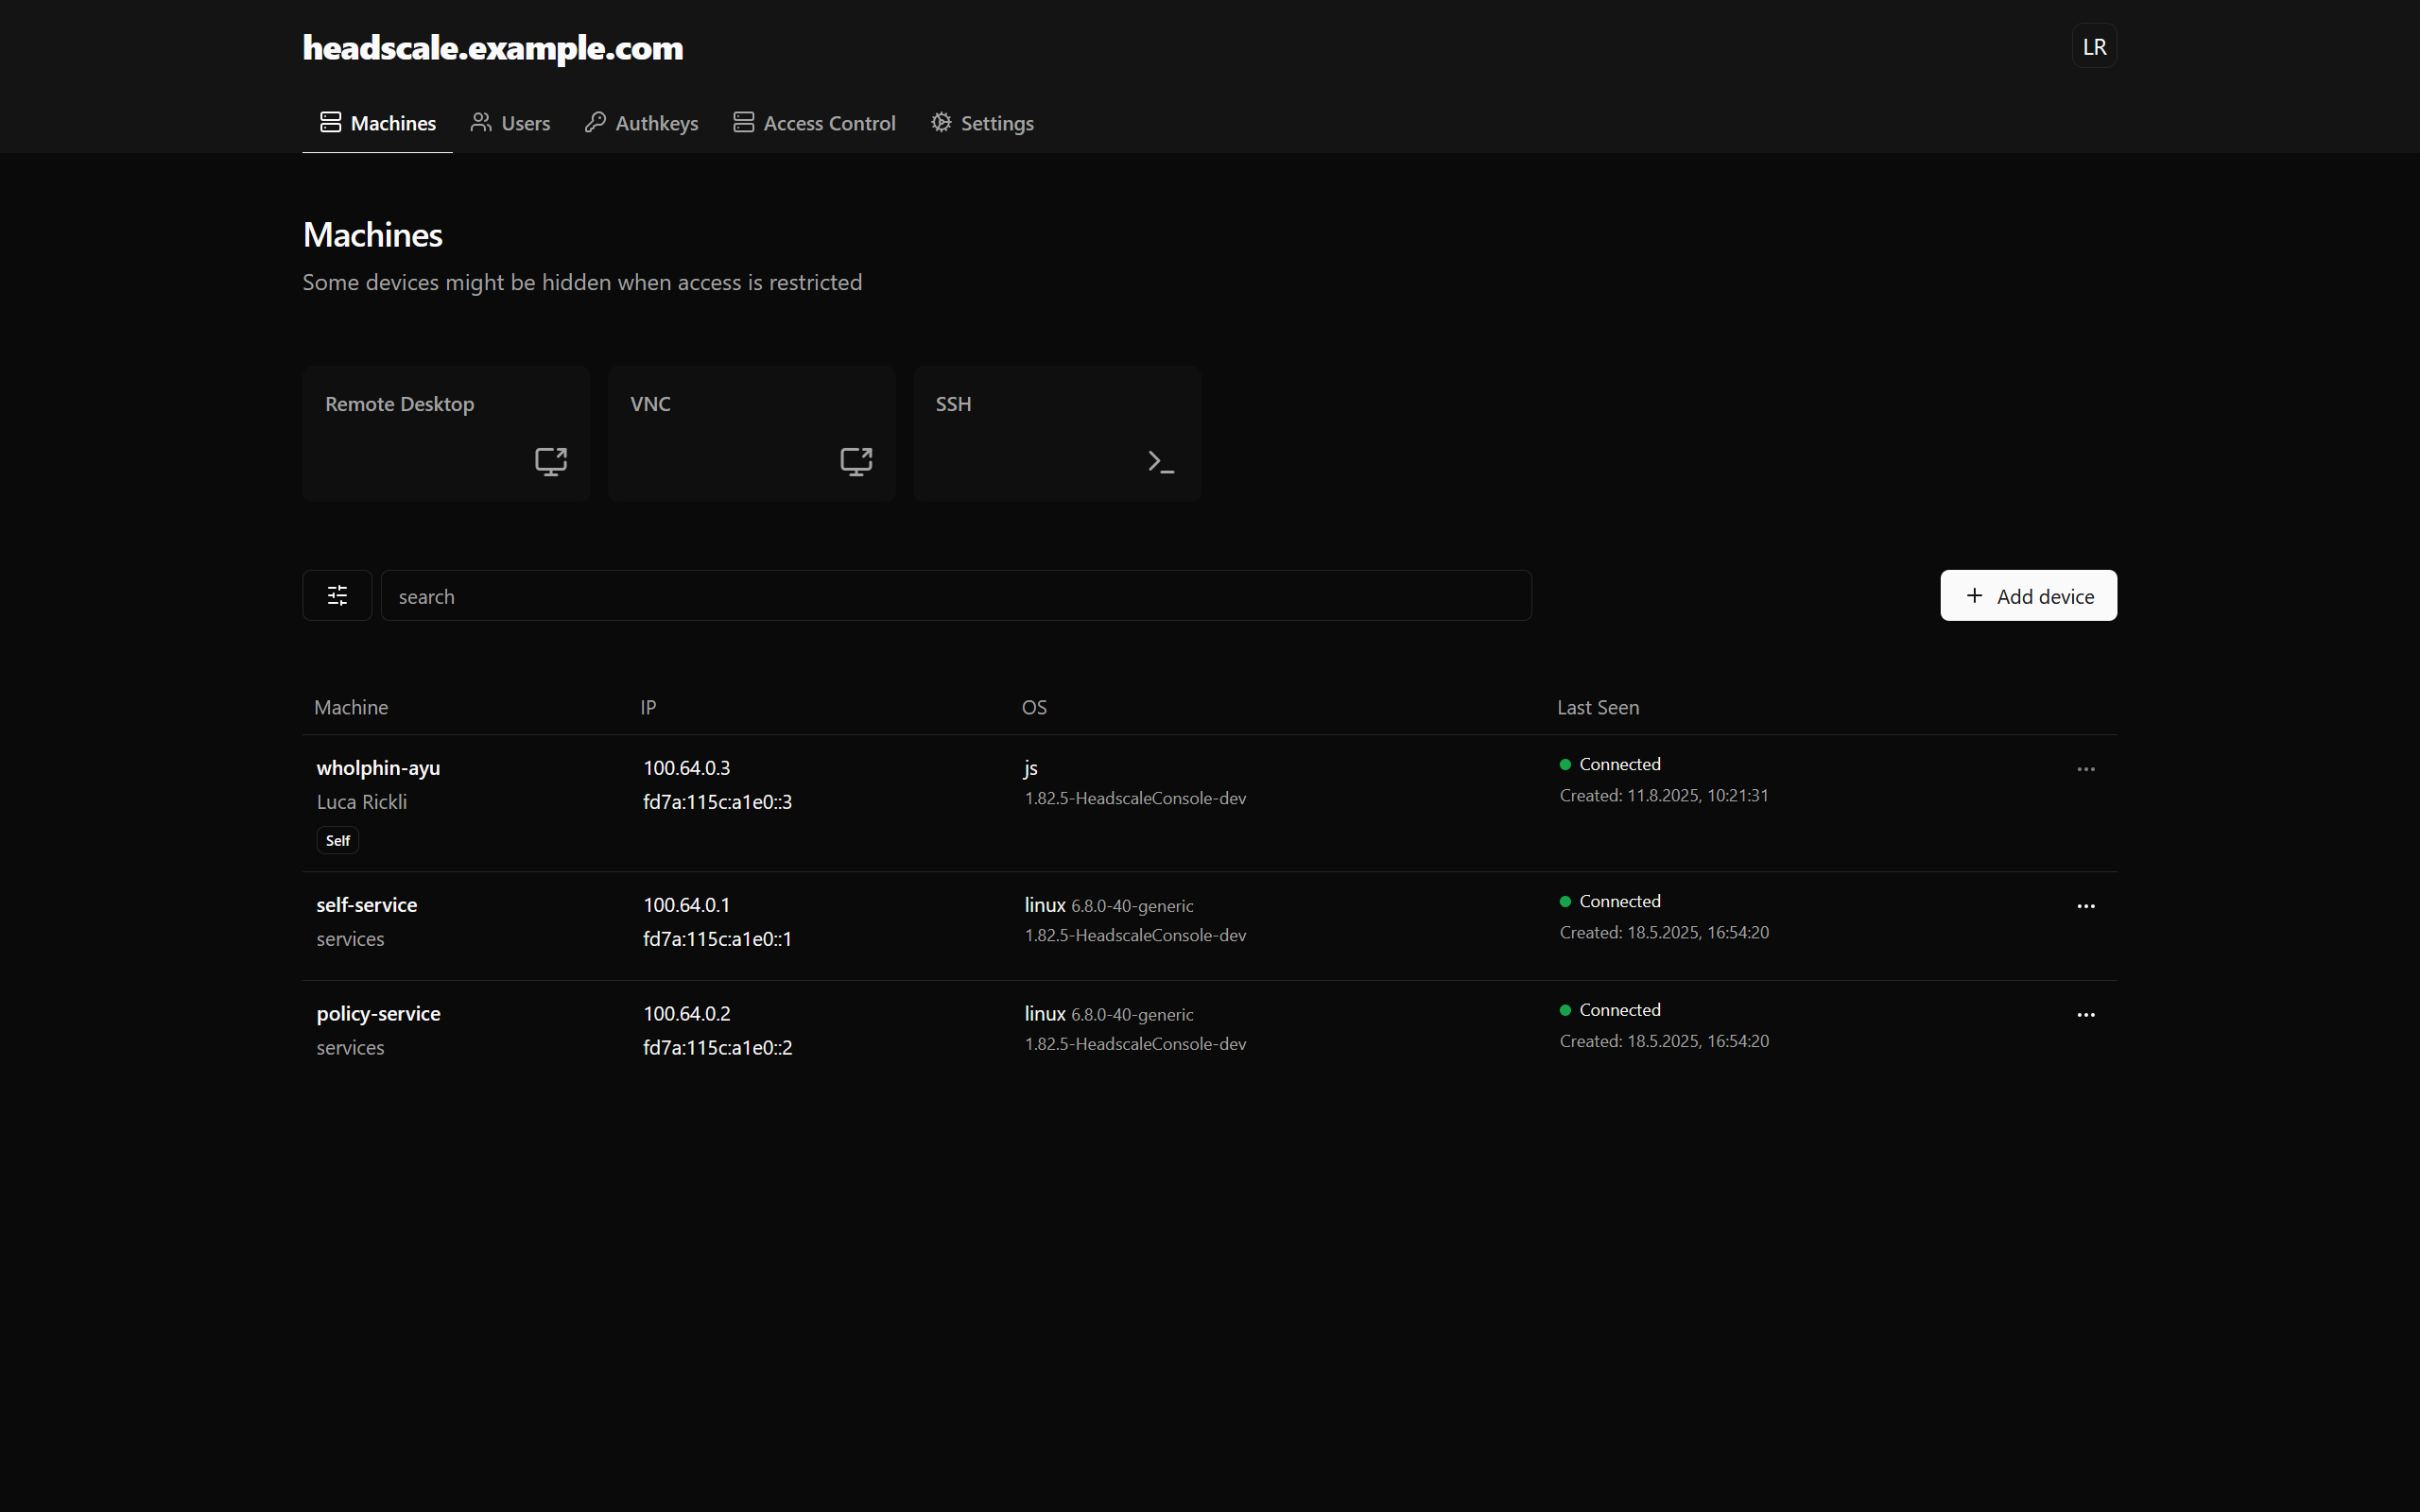 headscale.example.com
LR
Machines
Users
Authkeys
Access Control
Settings
Machines
Some devices might be hidden when access is restricted
Remote Desktop
VNC
SSH
search
Add device
Machine
IP
OS
Last Seen
wholphin-ayu
Luca Rickli
Self
100.64.0.3
fd7a:115c:a1e0::3
js
1.82.5-HeadscaleConsole-dev
Connected
Created: 11.8.2025, 10:21:31
self-service
services
100.64.0.1
fd7a:115c:a1e0::1
linux 6.8.0-40-generic
1.82.5-HeadscaleConsole-dev
Connected
Created: 18.5.2025, 16:54:20
policy-service
services
100.64.0.2
fd7a:115c:a1e0::2
linux 6.8.0-40-generic
1.82.5-HeadscaleConsole-dev
Connected
Created: 18.5.2025, 16:54:20